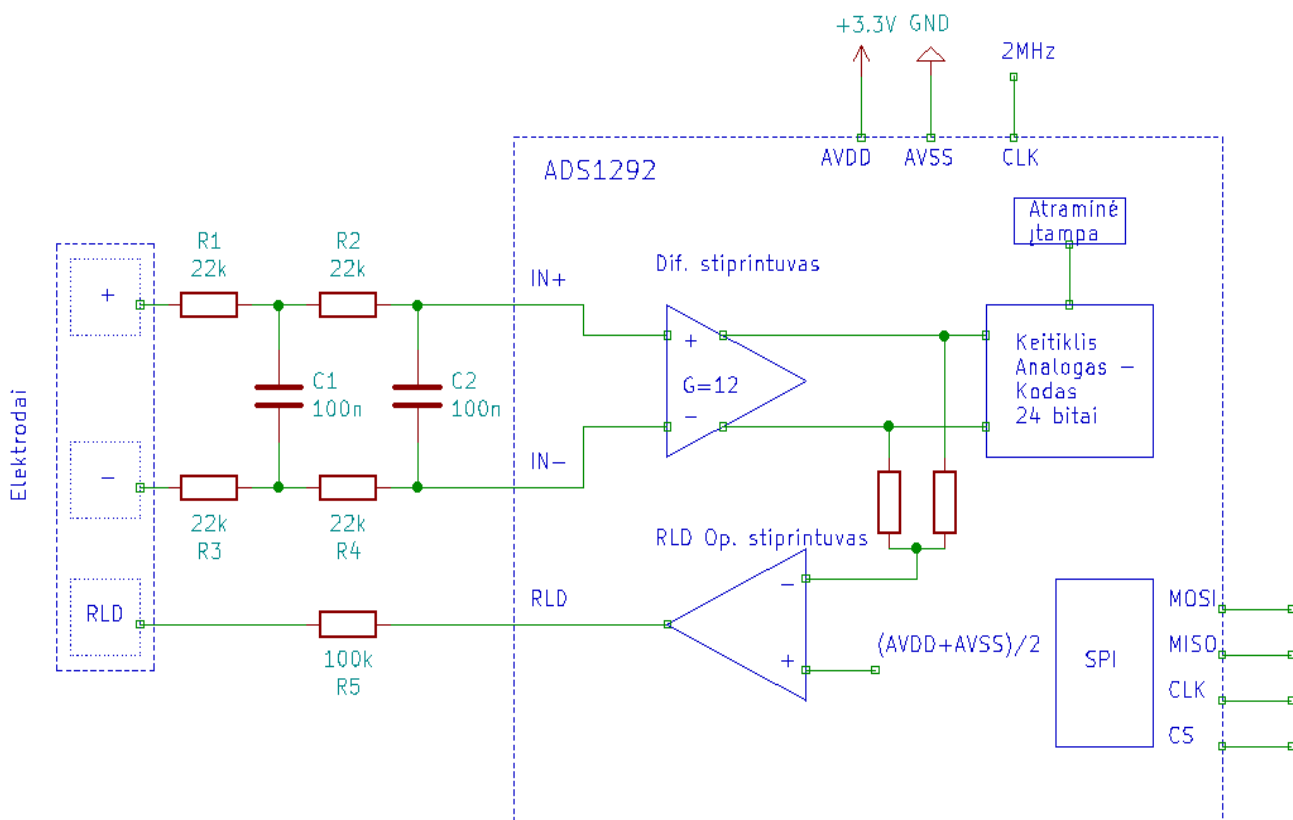 +3.3V GND
2MHz
AVDD AVSS CLK
ADS1292
Atraminė
įtampa
R1
22k
R2
22k
IN+
Dif. stiprintuvas
+
+
G=12
-
Keitiklis
Analogas -
Kodas
24 bitai
C1
100n
C2
100n
Elektrodai
-
IN-
22k
R3
22k
R4
RLD Op. stiprintuvas
RLD
RLD
-
+
(AVDD+AVSS)/2
100k
R5
SPI
MOSI
MISO
CLK
CS